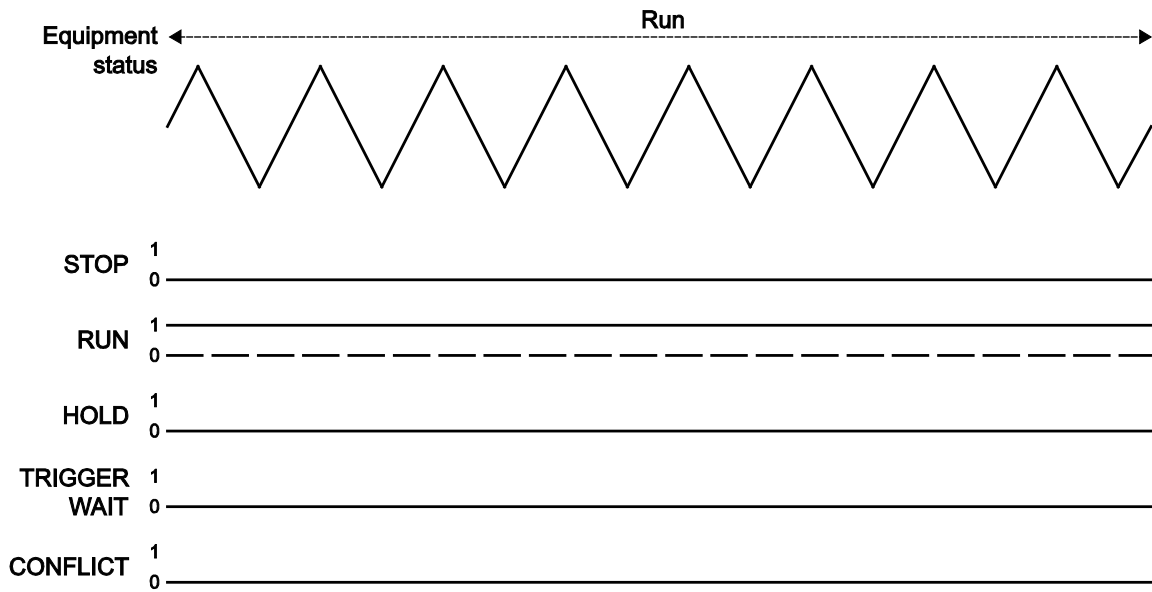 Run
Equipment
status
1
STOP
0
1
RUN
0
1
HOLD
0
TRIGGER 1
WAIT 0
1
CONFLICT
0